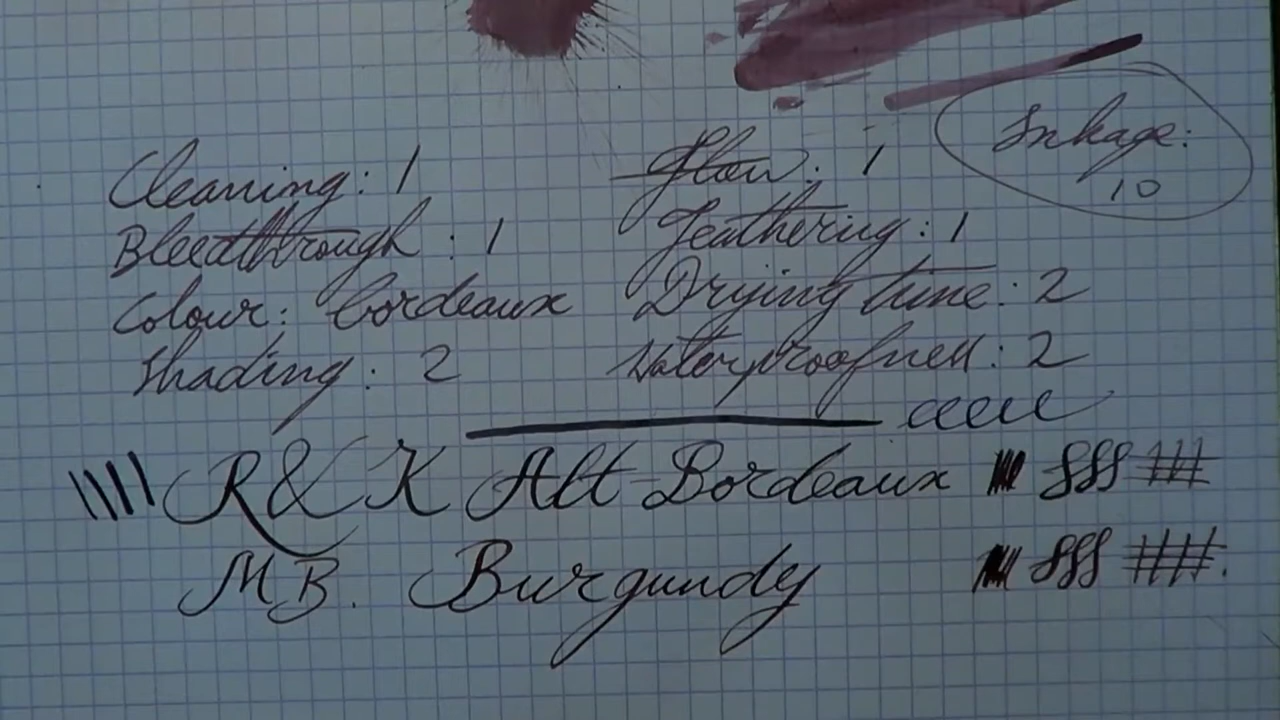 Cleaning: 1
Flow: 1
Inkage:
10
Bleedthrough: 1
Feathering: 1
Colour: bordeaux
Drying time: 2
Shading: 2
Waterproofness: 2
R&K Alt-Bordeaux
MB. Burgundy